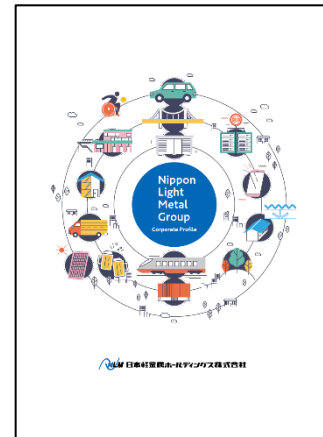 Nippon
Light
Metal
Group
Corporate Profile
NLM 日本軽金属ホールディングス株式会社